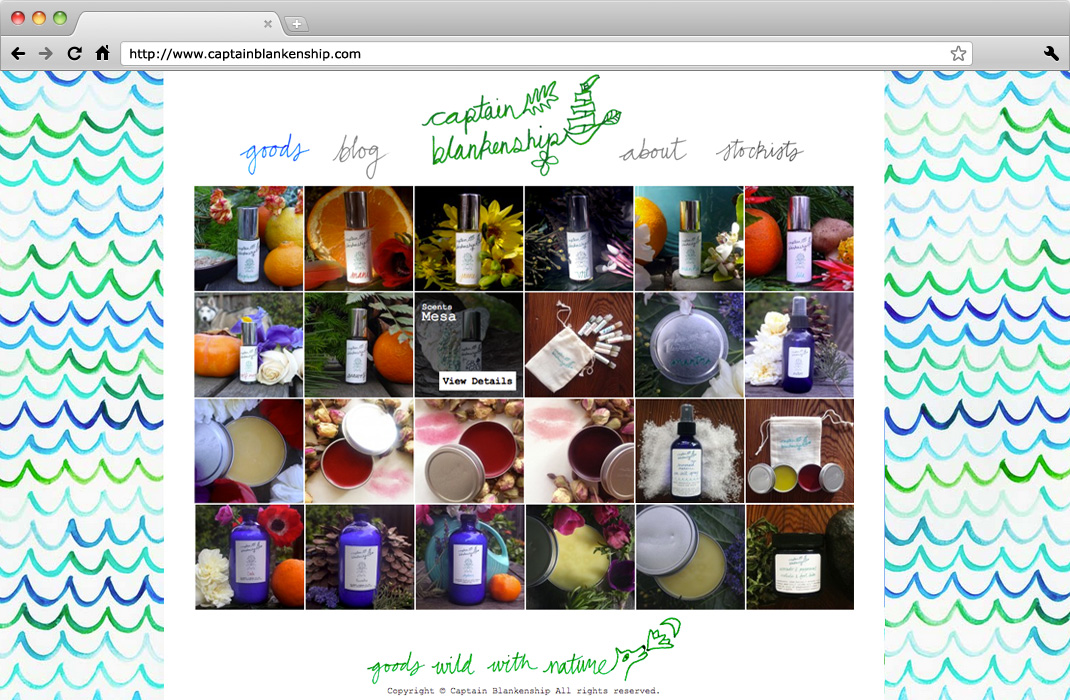 http://www.captainblankenship.com
captain
blankenship
goods blog about stockists
Scents
Mesa
View Details
goods wild with nature
Copyright © Captain Blankenship All rights reserved.